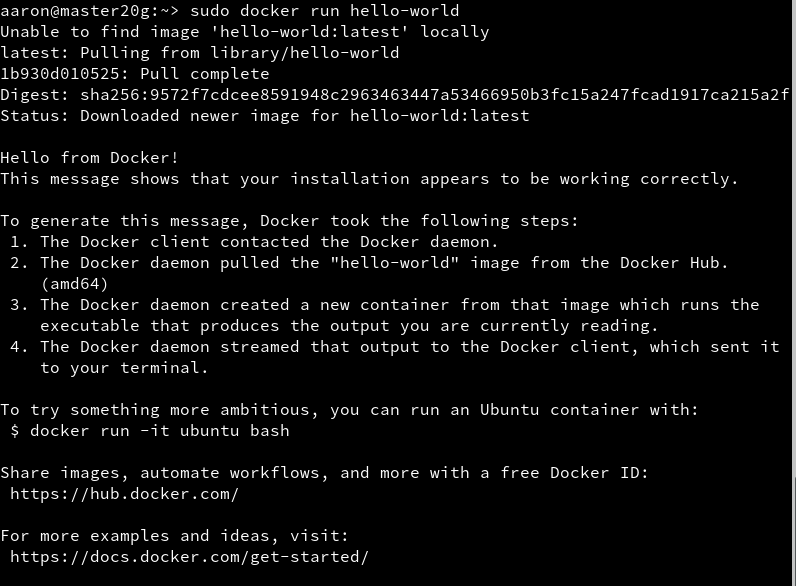 aaron@master20g:~> sudo docker run hello-world
Unable to find image 'hello-world:latest' locally
latest: Pulling from library/hello-world
1b930d010525: Pull complete
Digest: sha256:9572f7cdcee8591948c2963463447a53466950b3fc15a247fcad1917ca215a2f
Status: Downloaded newer image for hello-world:latest

Hello from Docker!
This message shows that your installation appears to be working correctly.

To generate this message, Docker took the following steps:
 1. The Docker client contacted the Docker daemon.
 2. The Docker daemon pulled the "hello-world" image from the Docker Hub.
    (amd64)
 3. The Docker daemon created a new container from that image which runs the
    executable that produces the output you are currently reading.
 4. The Docker daemon streamed that output to the Docker client, which sent it
    to your terminal.

To try something more ambitious, you can run an Ubuntu container with:
 $ docker run -it ubuntu bash

Share images, automate workflows, and more with a free Docker ID:
 https://hub.docker.com/

For more examples and ideas, visit:
 https://docs.docker.com/get-started/